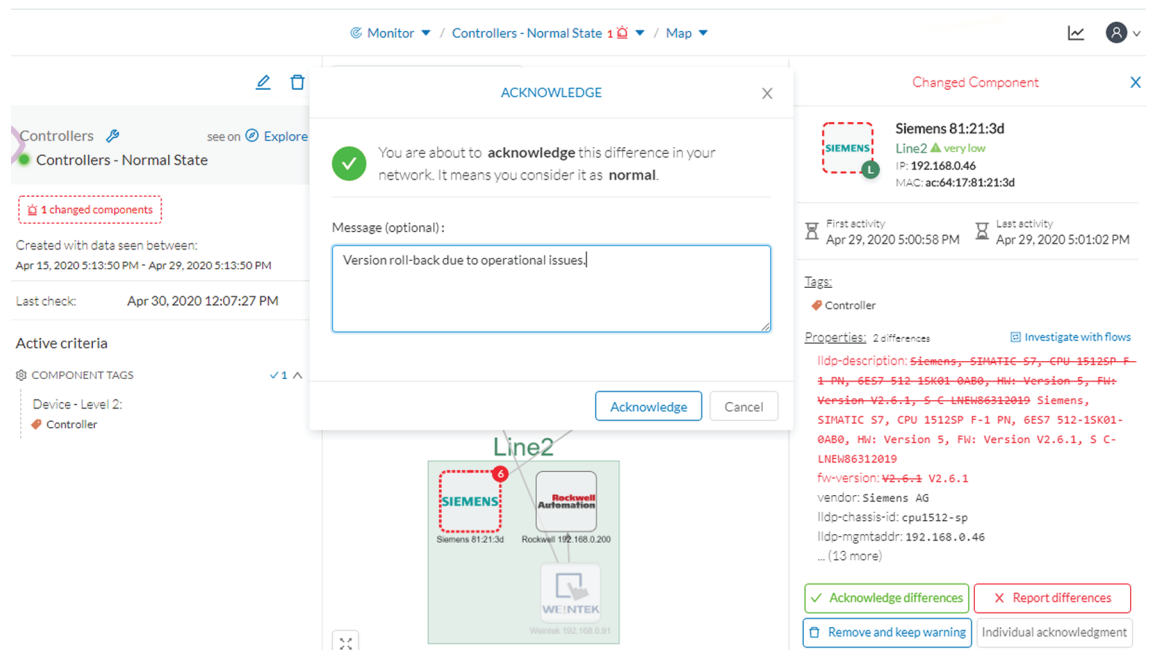 Monitor / Controllers - Normal State 1 / Map
Controllers
see on Explore
Controllers - Normal State
1 changed components
Created with data seen between:
Apr 15, 2020 5:13:50 PM - Apr 29, 2020 5:13:50 PM
Last check: Apr 30, 2020 12:07:27 PM
Active criteria
COMPONENT TAGS
1
Device - Level 2:
Controller
ACKNOWLEDGE
You are about to acknowledge this difference in your
network. It means you consider it as normal.
Message (optional) :
Version roll-back due to operational issues.
Acknowledge
Cancel
Line2
6
SIEMENS
Siemens 81:21:3d
Rockwell
Automation
Rockwell 192.168.0.200
WEINTEK
Weintek 192.168.0.91
Changed Component
SIEMENS
L
Siemens 81:21:3d
Line2 very low
IP: 192.168.0.46
MAC: ac:64:17:81:21:3d
First activity
Apr 29, 2020 5:00:58 PM
Last activity
Apr 29, 2020 5:01:02 PM
Tags:
Controller
Properties: 2 differences
Investigate with flows
lldp-description: Siemens, SIMATIC S7, CPU 1512SP F-
1 PN, 6ES7 512-1SK01-0AB0, HW: Version 5, FW:
Version V2.6.1, S C-LNEW86312019 Siemens,
SIMATIC S7, CPU 1512SP F-1 PN, 6ES7 512-1SK01-
0AB0, HW: Version 5, FW: Version V2.6.1, S C-
LNEW86312019
fw-version: V2.6.1 V2.6.1
vendor: Siemens AG
lldp-chassis-id: cpu1512-sp
lldp-mgmtaddr: 192.168.0.46
... (13 more)
Acknowledge differences
Report differences
Remove and keep warning
Individual acknowledgment